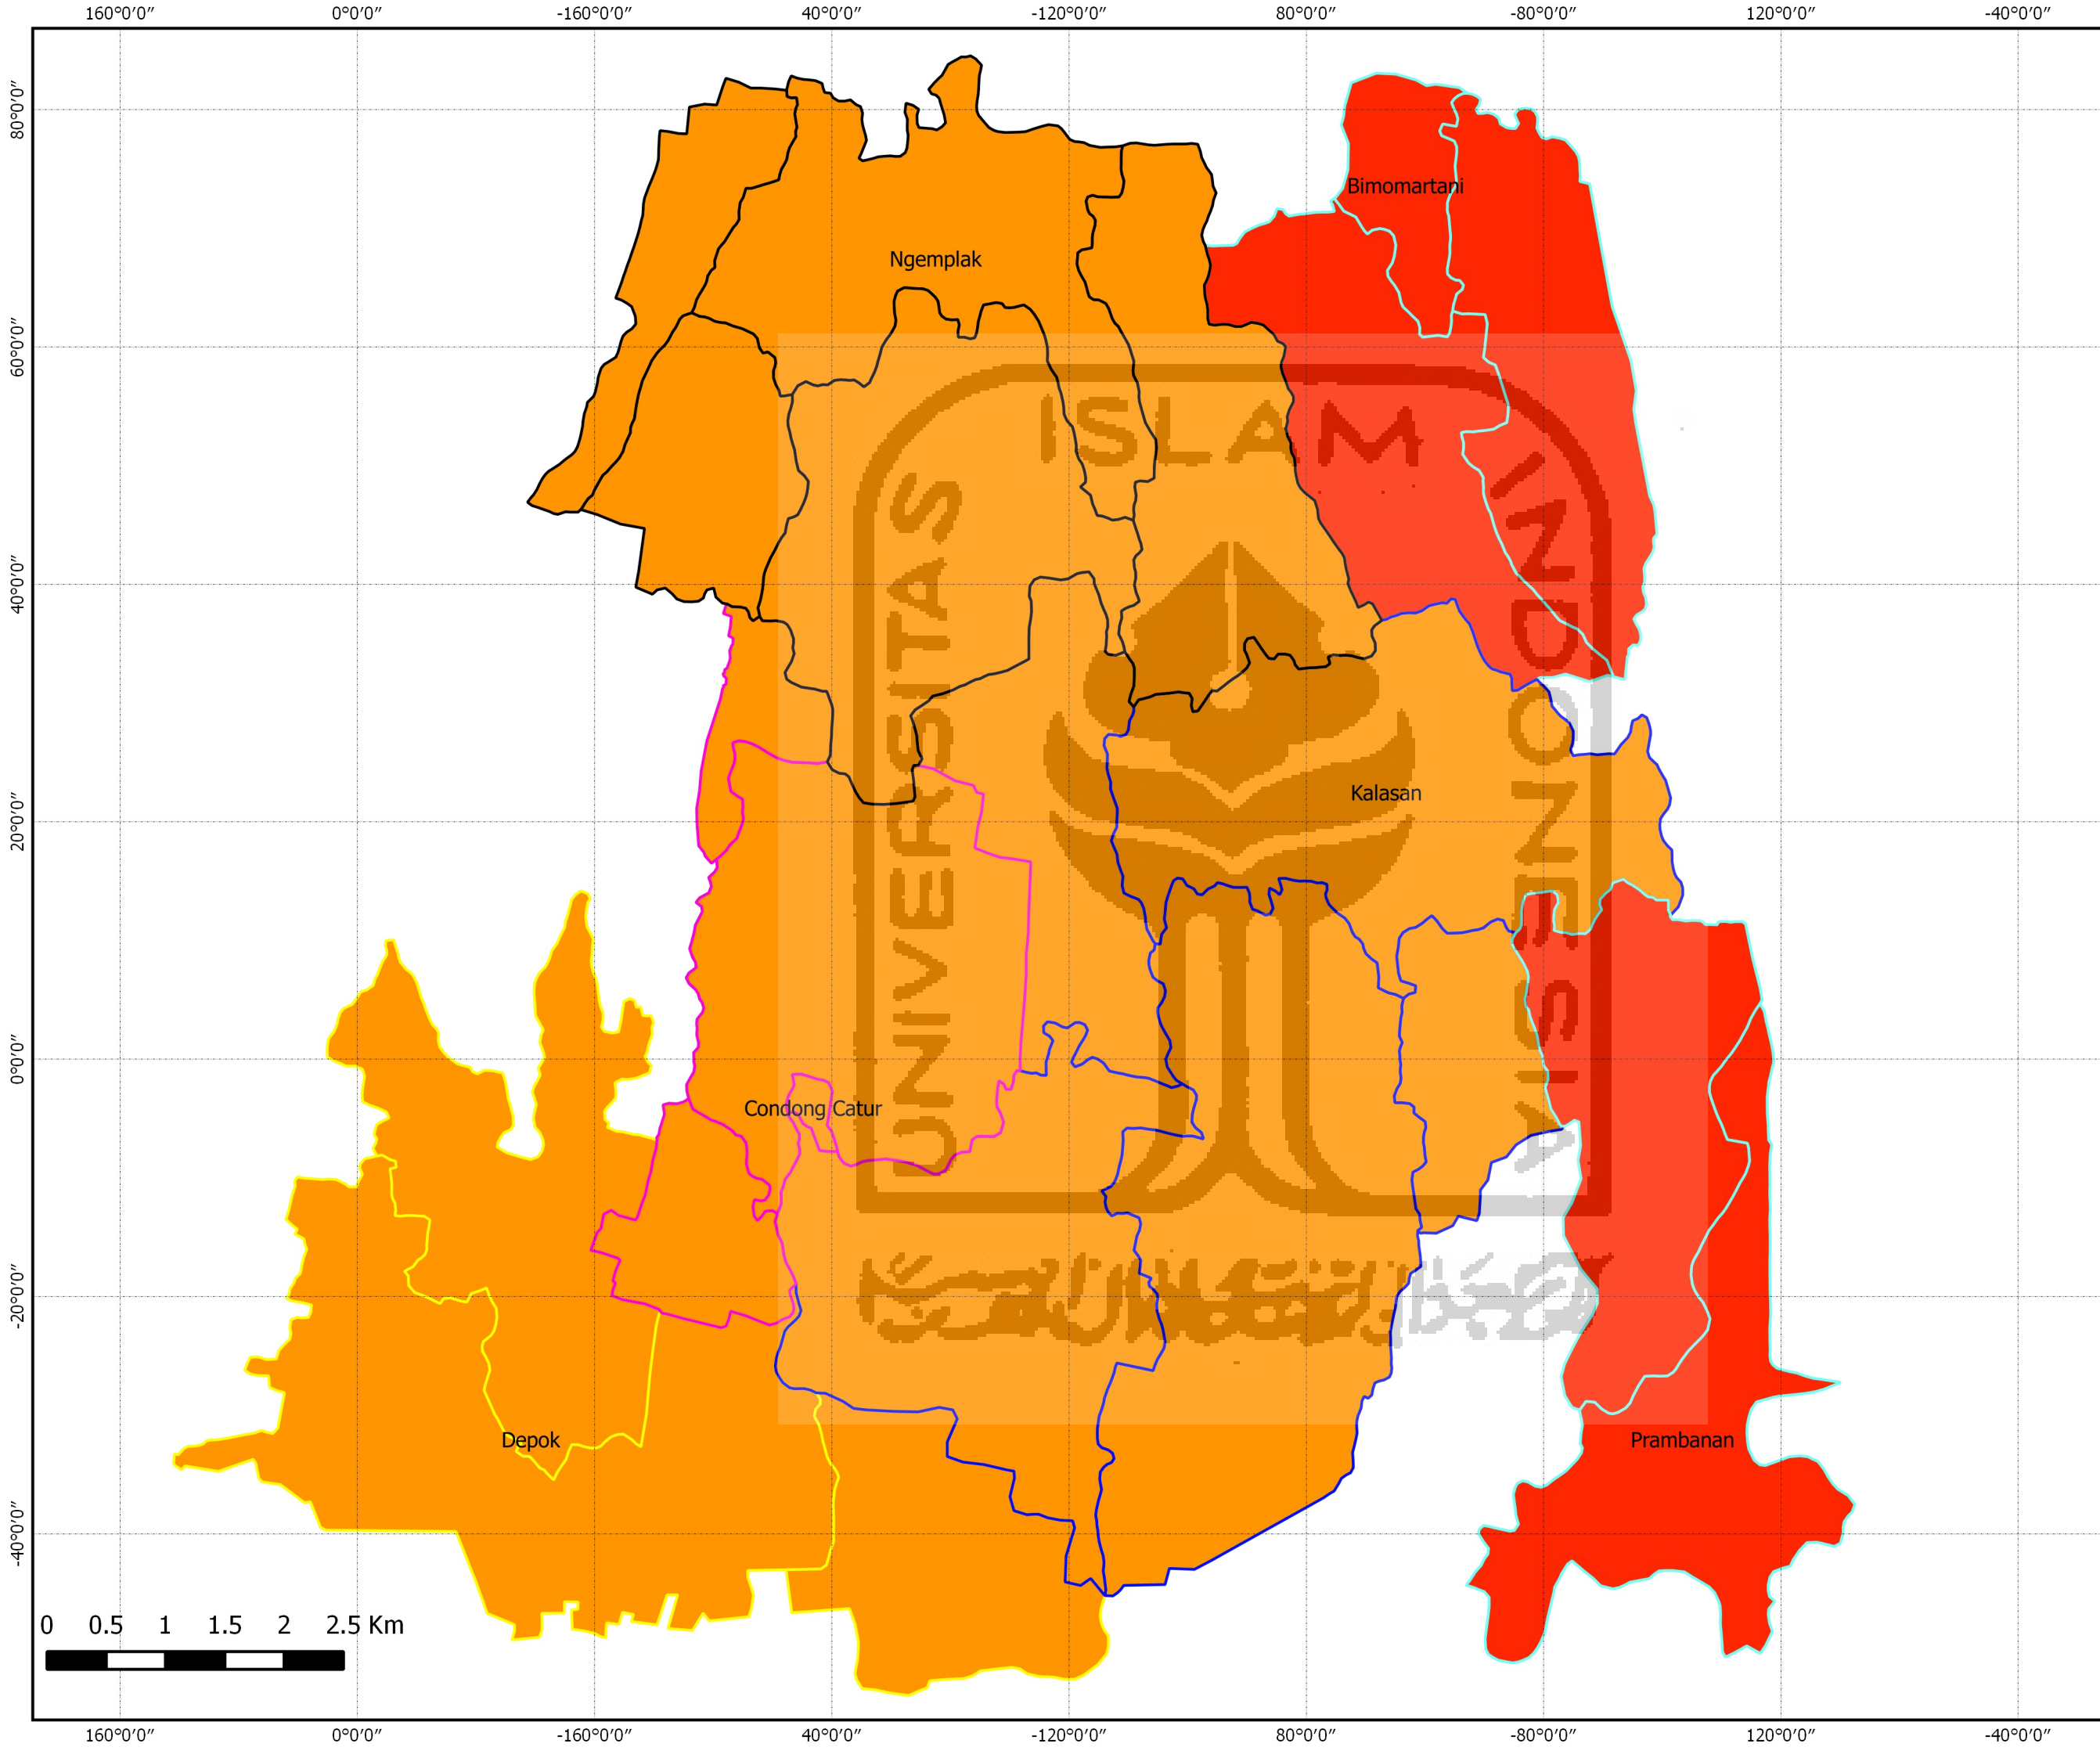 160°0′0″ 0°0′0″ -160°0′0″ 40°0′0″ -120°0′0″ 80°0′0″ -80°0′0″ 120°0′0″ -40°0′0″
80°0′0″
60°0′0″
40°0′0″
20°0′0″
0°0′0″
-20°0′0″
-40°0′0″
Bimomartani
Ngemplak
ISLAM
UNIVERSITAS
INDONESIA
Kalasan
Condong Catur
Depok
Prambanan
0 0.5 1 1.5 2 2.5 Km
160°0′0″ 0°0′0″ -160°0′0″ 40°0′0″ -120°0′0″ 80°0′0″ -80°0′0″ 120°0′0″ -40°0′0″